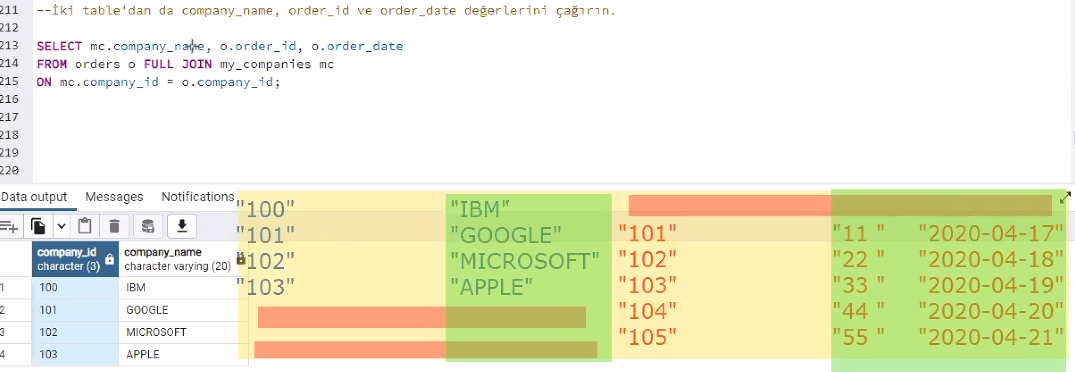 211 --İki table'dan da company_name, order_id ve order_date değerlerini çağırın.
212
213 SELECT mc.company_name, o.order_id, o.order_date
214 FROM orders o FULL JOIN my_companies mc
215 ON mc.company_id = o.company_id;
216
217
218
219
220
Data output Messages Notifications
"100" "IBM"
"101" "GOOGLE" "101" "11 " "2020-04-17"
"102" "MICROSOFT" "102" "22 " "2020-04-18"
"103" "APPLE" "103" "33 " "2020-04-19"
"104" "44 " "2020-04-20"
"105" "55 " "2020-04-21"
company_id company_name
character (3) character varying (20)
1 100 IBM
2 101 GOOGLE
3 102 MICROSOFT
4 103 APPLE